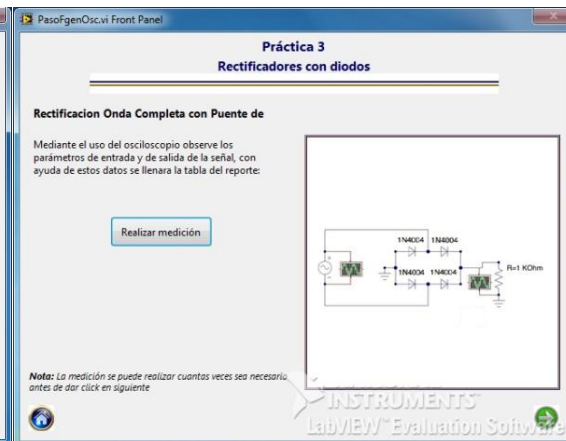 PasoFgenOsc.vi Front Panel
Práctica 3
Rectificadores con diodos
Rectificacion Onda Completa con Puente de
Mediante el uso del osciloscopio observe los
parámetros de entrada y de salida de la señal, con
ayuda de estos datos se llenara la tabla del reporte:
Realizar medición
1N4004 1N4004
1N4004 1N4004
R=1 KOhm
Nota: La medición se puede realizar cuantas veces sea necesario
antes de dar click en siguiente
INSTRUMENTS
LabVIEW™ Evaluation Software